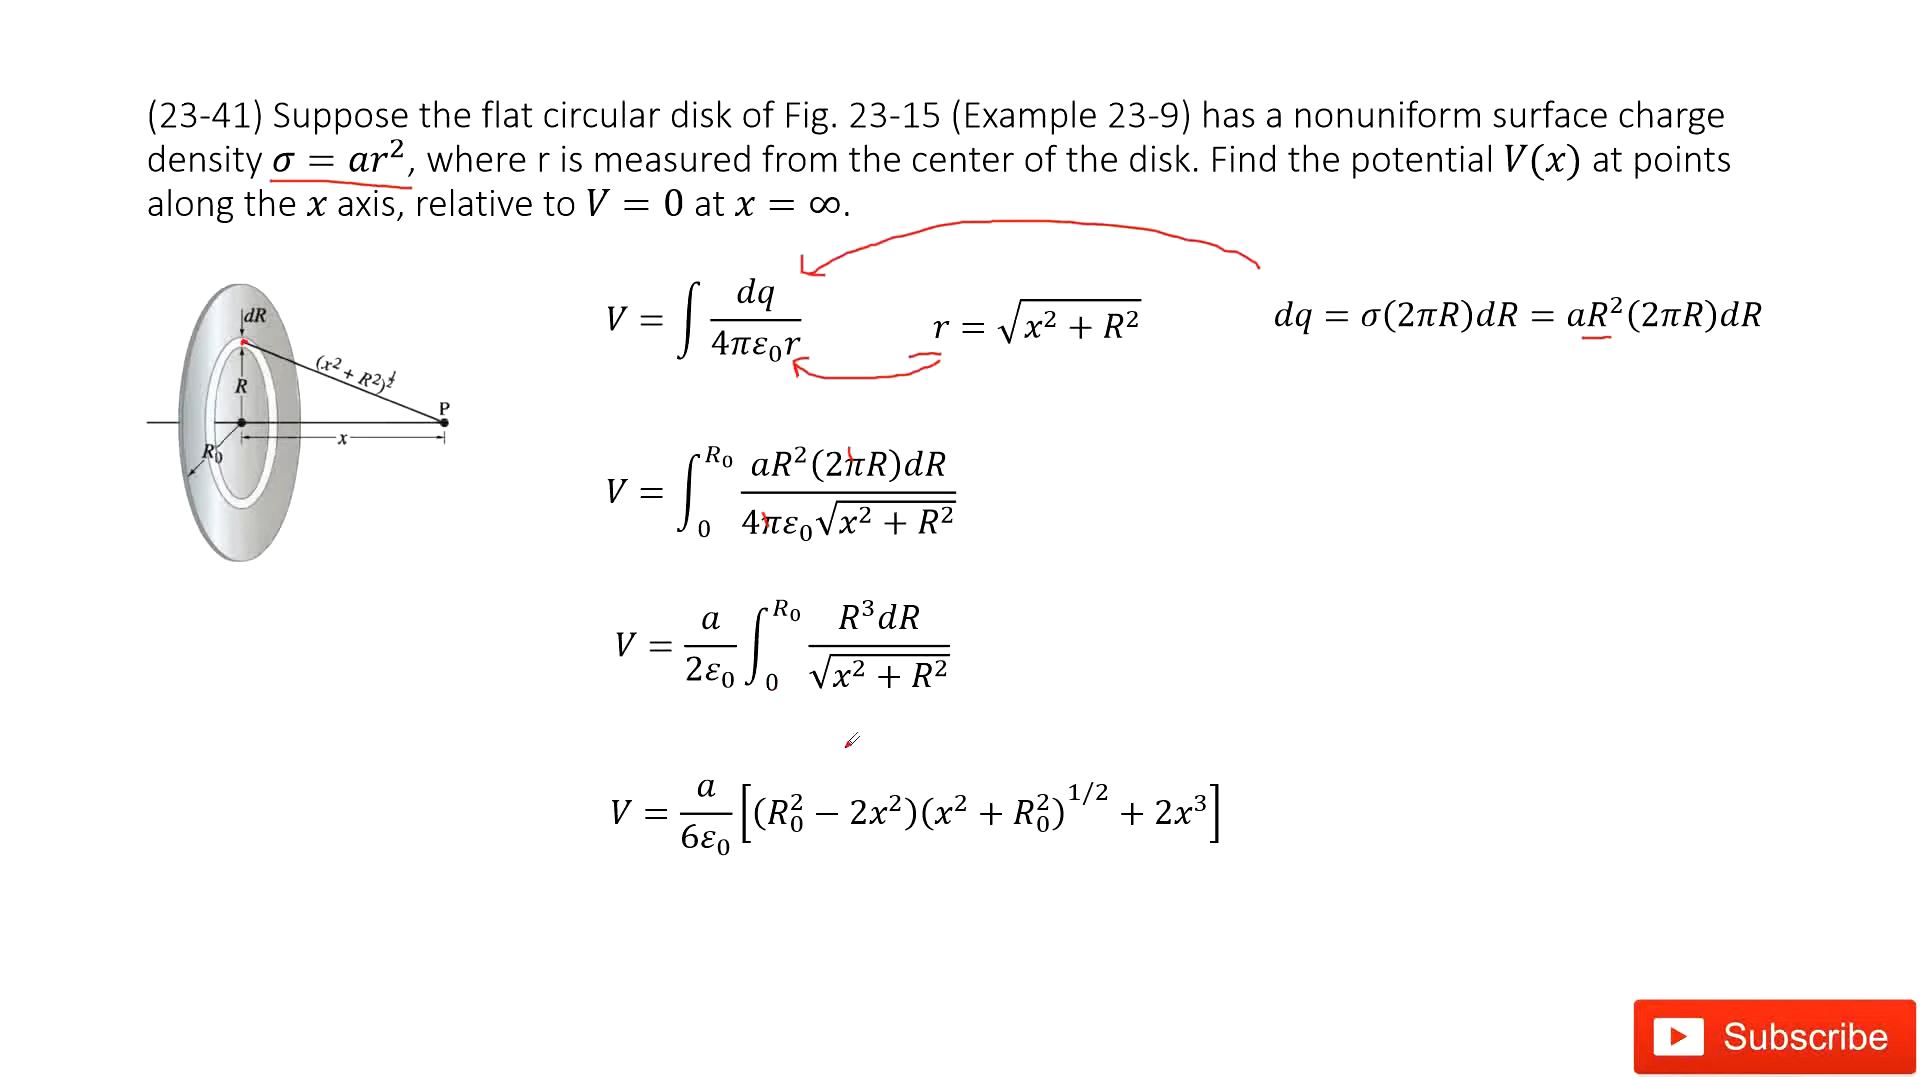 (23-41) Suppose the flat circular disk of Fig. 23-15 (Example 23-9) has a nonuniform surface charge
density σ = ar², where r is measured from the center of the disk. Find the potential V(x) at points
along the x axis, relative to V = 0 at x = ∞.
V = ∫ dq / 4πε₀r
r = √(x² + R²)
dq = σ(2πR)dR = aR²(2πR)dR
dR
(x² + R²)^½
R
P
x
R₀
V = ∫₀^R₀ aR²(2πR)dR / 4πε₀√(x² + R²)
V = a/2ε₀ ∫₀^R₀ R³dR / √(x² + R²)
V = a/6ε₀ [(R₀² − 2x²)(x² + R₀²)^1/2 + 2x³]
Subscribe